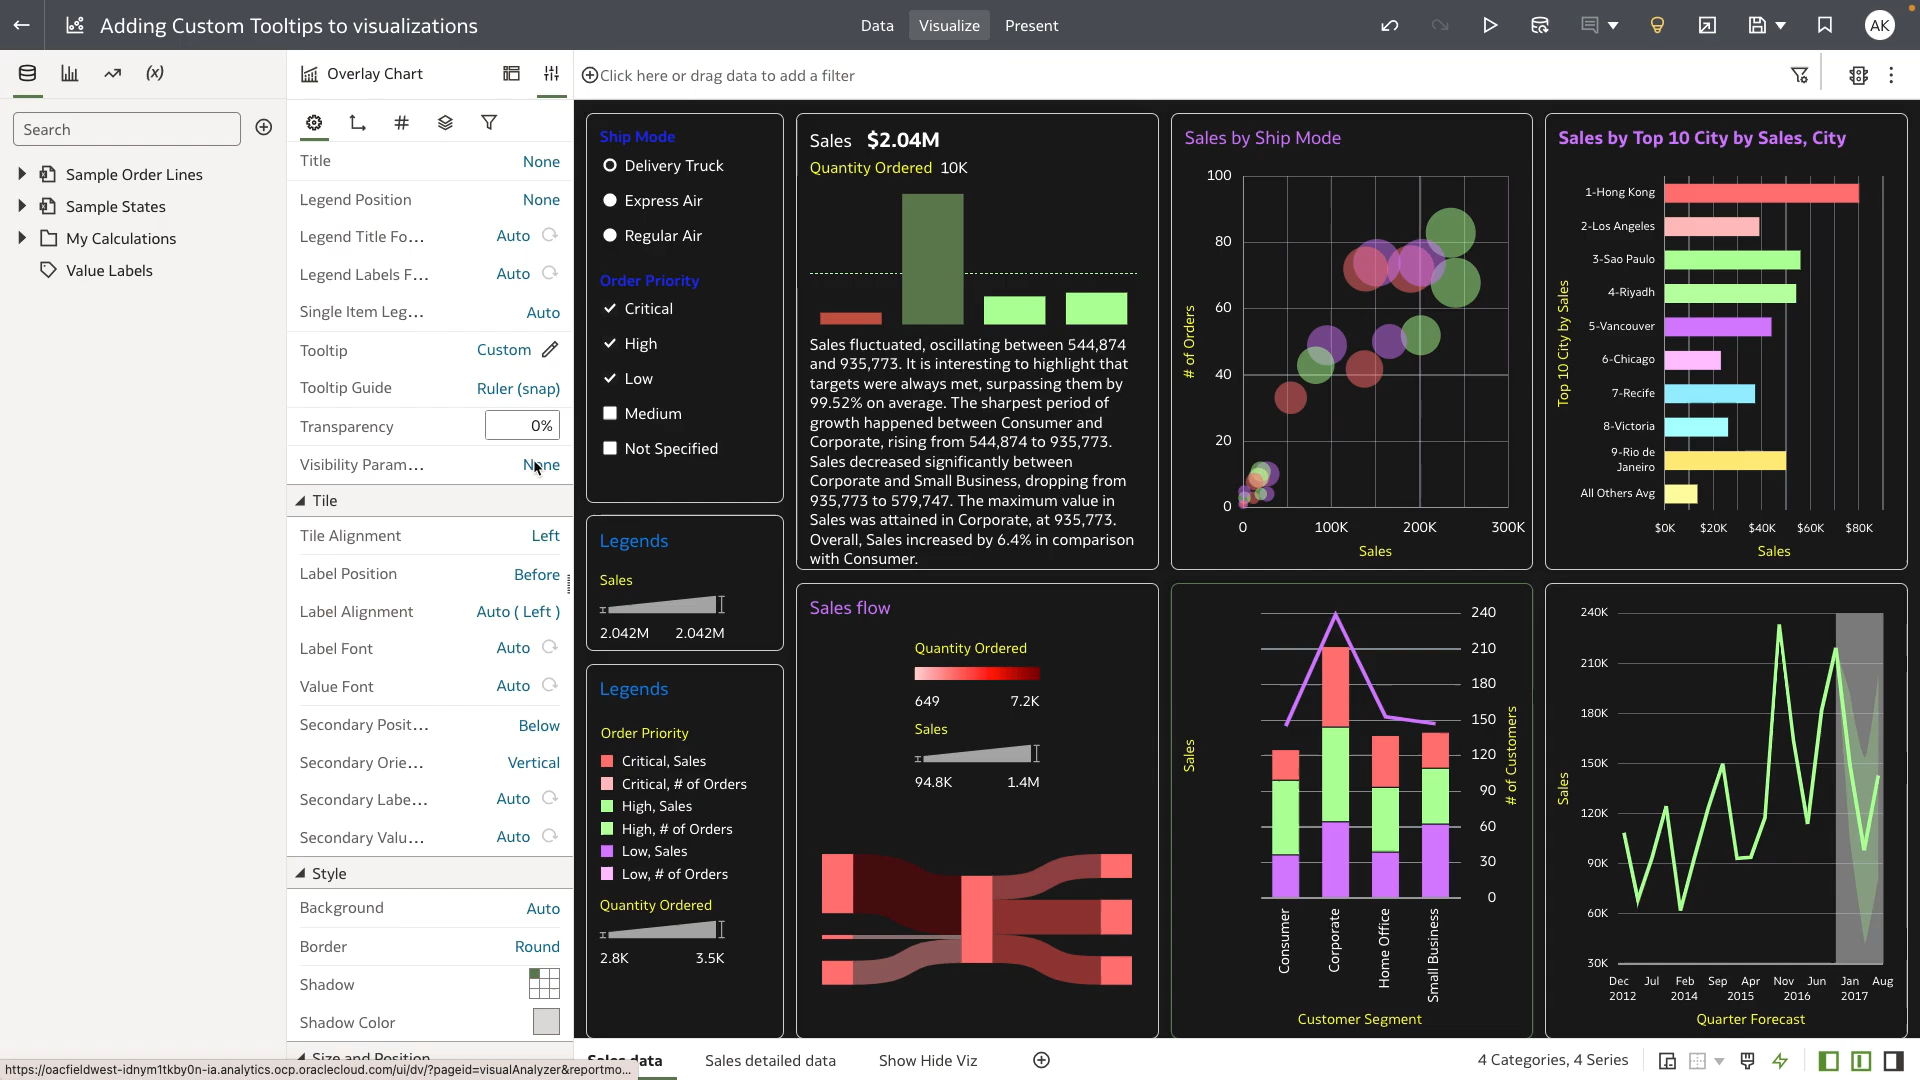 Adding Custom Tooltips to visualizations
Data
Visualize
Present
AK
(x)
Search
Sample Order Lines
Sample States
My Calculations
Value Labels
Overlay Chart
Title None
Legend Position None
Legend Title Fo... Auto
Legend Labels F... Auto
Single Item Leg... Auto
Tooltip Custom
Tooltip Guide Ruler (snap)
Transparency 0%
Visibility Param... None
Tile
Tile Alignment Left
Label Position Before
Label Alignment Auto ( Left )
Label Font Auto
Value Font Auto
Secondary Posit... Below
Secondary Orie... Vertical
Secondary Labe... Auto
Secondary Valu... Auto
Style
Background Auto
Border Round
Shadow
Shadow Color
Size and Position
Click here or drag data to add a filter
Ship Mode
Delivery Truck
Express Air
Regular Air
Order Priority
Critical
High
Low
Medium
Not Specified
Legends
Sales
2.042M 2.042M
Legends
Order Priority
Critical, Sales
Critical, # of Orders
High, Sales
High, # of Orders
Low, Sales
Low, # of Orders
Quantity Ordered
2.8K 3.5K
Sales $2.04M
Quantity Ordered 10K
Sales fluctuated, oscillating between 544,874
and 935,773. It is interesting to highlight that
targets were always met, surpassing them by
99.52% on average. The sharpest period of
growth happened between Consumer and
Corporate, rising from 544,874 to 935,773.
Sales decreased significantly between
Corporate and Small Business, dropping from
935,773 to 579,747. The maximum value in
Sales was attained in Corporate, at 935,773.
Overall, Sales increased by 6.4% in comparison
with Consumer.
Sales flow
Quantity Ordered
649 7.2K
Sales
94.8K 1.4M
Sales by Ship Mode
100
80
60
40
20
0
# of Orders
0 100K 200K 300K
Sales
Sales by Top 10 City by Sales, City
Top 10 City by Sales
1-Hong Kong
2-Los Angeles
3-Sao Paulo
4-Riyadh
5-Vancouver
6-Chicago
7-Recife
8-Victoria
9-Rio de
Janeiro
All Others Avg
$0K $20K $40K $60K $80K
Sales
Sales
240
210
180
150
120
90
60
30
0
# of Customers
Consumer
Corporate
Home Office
Small Business
Customer Segment
Sales
240K
210K
180K
150K
120K
90K
60K
30K
Dec Jul Feb Sep Apr Nov Jun Jan Aug
2012 2014 2015 2016 2017
Quarter Forecast
https://oacfieldwest-idnym1tkby0n-ia.analytics.ocp.oraclecloud.com/ui/dv/?pageid=visualAnalyzer&reportmo...
Sales data
Sales detailed data
Show Hide Viz
4 Categories, 4 Series